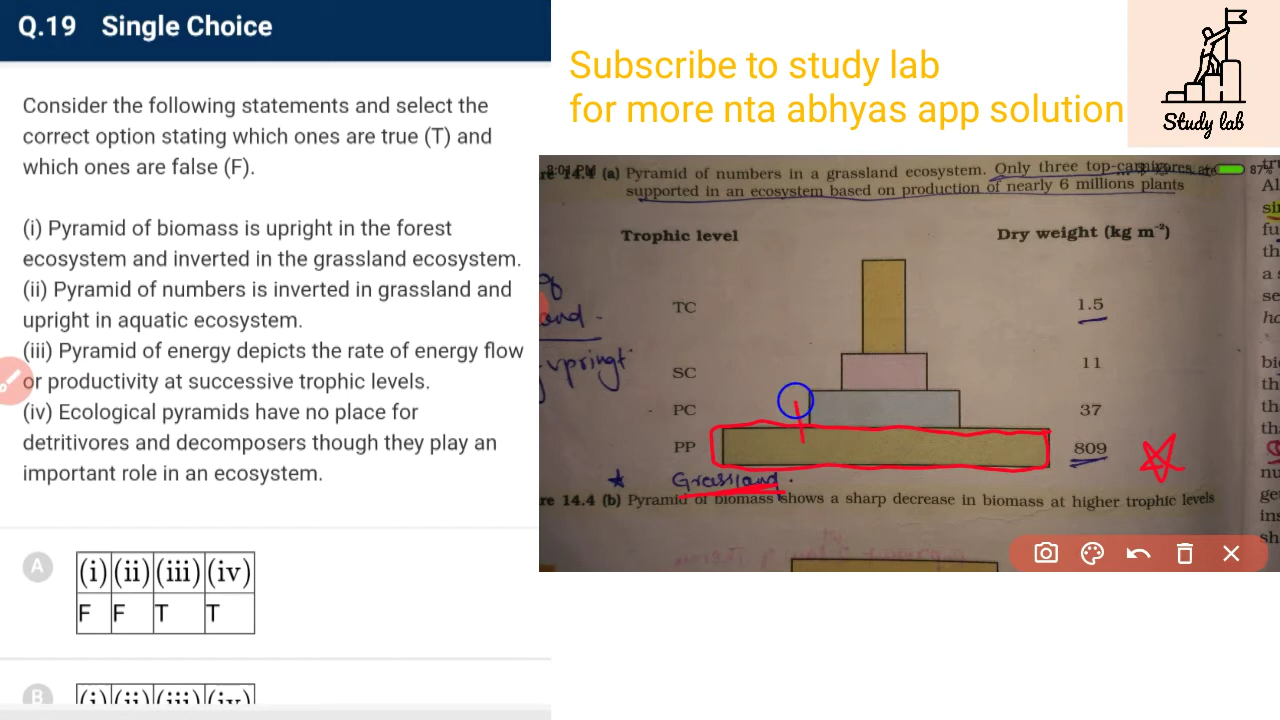 Q.19 Single Choice
Consider the following statements and select the
correct option stating which ones are true (T) and
which ones are false (F).
(i) Pyramid of biomass is upright in the forest
ecosystem and inverted in the grassland ecosystem.
(ii) Pyramid of numbers is inverted in grassland and
upright in aquatic ecosystem.
(iii) Pyramid of energy depicts the rate of energy flow
or productivity at successive trophic levels.
(iv) Ecological pyramids have no place for
detritivores and decomposers though they play an
important role in an ecosystem.
A
(i) (ii) (iii) (iv)
F F T T
B
(i) (ii) (iii) (iv)
Subscribe to study lab
for more nta abhyas app solution
Study lab
8:01 PM
87%
(a) Pyramid of numbers in a grassland ecosystem. Only three top-carnivores are
supported in an ecosystem based on production of nearly 6 millions plants
Trophic level Dry weight (kg m⁻²)
TC 1.5
SC 11
PC 37
PP 809
Grassland.
re 14.4 (b) Pyramid of biomass shows a sharp decrease in biomass at higher trophic levels